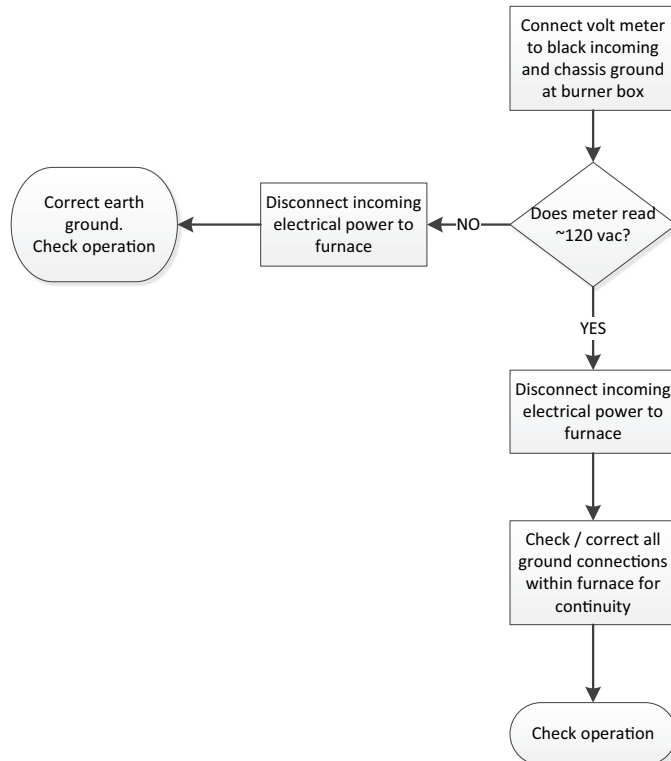 Connect volt meter
to black incoming
and chassis ground
at burner box
Does meter read
~120 vac?
NO
Disconnect incoming
electrical power to
furnace
Correct earth
ground.
Check operation
YES
Disconnect incoming
electrical power to
furnace
Check / correct all
ground connections
within furnace for
continuity
Check operation